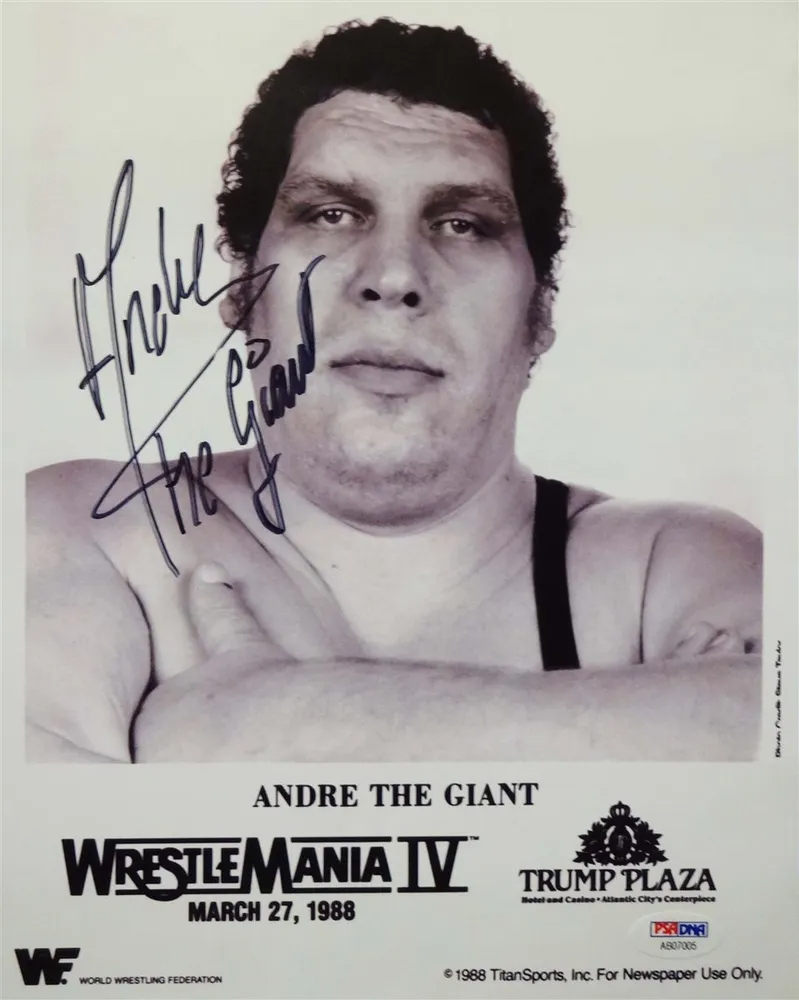 Andre
The Giant
ANDRE THE GIANT
WRESTLEMANIA IV™
MARCH 27, 1988
TRUMP PLAZA
Hotel and Casino • Atlantic City's Centerpiece
PSA DNA
AB07005
WF
WORLD WRESTLING FEDERATION
©1988 TitanSports, Inc. For Newspaper Use Only.